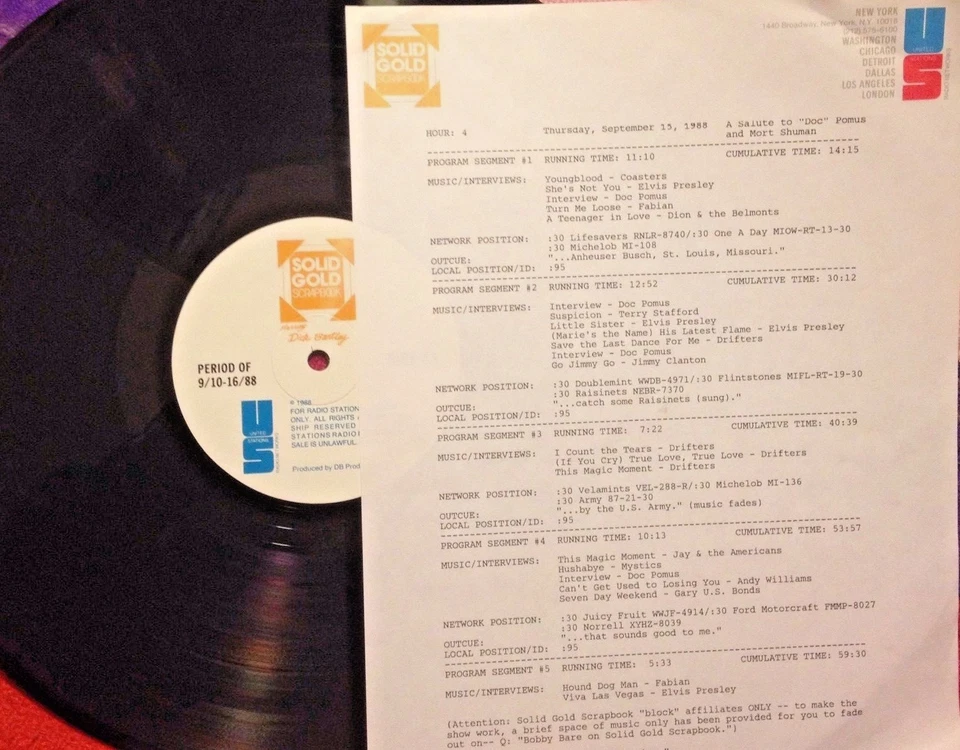 SOLID
GOLD
SCRAPBOOK
starring
Dick Bartley
PERIOD OF
9/10-16/88
US
UNITED
STATIONS
℗ 1988
FOR RADIO STATION
ONLY. ALL RIGHTS
SHIP RESERVED
STATIONS RADIO
SALE IS UNLAWFUL.
Produced by DB Prod
SOLID
GOLD
SCRAPBOOK
NEW YORK
1440 Broadway, New York, N.Y. 10018
(212) 575-6100
WASHINGTON
CHICAGO
DETROIT
DALLAS
LOS ANGELES
LONDON
US
UNITED
HOUR: 4 Thursday, September 15, 1988 A Salute to "Doc" Pomus
and Mort Shuman
PROGRAM SEGMENT #1 RUNNING TIME: 11:10 CUMULATIVE TIME: 14:15
MUSIC/INTERVIEWS: Youngblood - Coasters
She's Not You - Elvis Presley
Interview - Doc Pomus
Turn Me Loose - Fabian
A Teenager in Love - Dion & the Belmonts
NETWORK POSITION: :30 Lifesavers RNLR-8740/:30 One A Day MIOW-RT-13-30
:30 Michelob MI-108
OUTCUE: "...Anheuser Busch, St. Louis, Missouri."
LOCAL POSITION/ID: :95
PROGRAM SEGMENT #2 RUNNING TIME: 12:52 CUMULATIVE TIME: 30:12
MUSIC/INTERVIEWS: Interview - Doc Pomus
Suspicion - Terry Stafford
Little Sister - Elvis Presley
(Marie's the Name) His Latest Flame - Elvis Presley
Save the Last Dance For Me - Drifters
Interview - Doc Pomus
Go Jimmy Go - Jimmy Clanton
NETWORK POSITION: :30 Doublemint WWDB-4971/:30 Flintstones MIFL-RT-19-30
:30 Raisinets NEBR-7370
OUTCUE: "...catch some Raisinets (sung)."
LOCAL POSITION/ID: :95
PROGRAM SEGMENT #3 RUNNING TIME: 7:22 CUMULATIVE TIME: 40:39
MUSIC/INTERVIEWS: I Count the Tears - Drifters
(If You Cry) True Love, True Love - Drifters
This Magic Moment - Drifters
NETWORK POSITION: :30 Velamints VEL-288-R/:30 Michelob MI-136
:30 Army 87-21-30
OUTCUE: "...by the U.S. Army." (music fades)
LOCAL POSITION/ID: :95
PROGRAM SEGMENT #4 RUNNING TIME: 10:13 CUMULATIVE TIME: 53:57
MUSIC/INTERVIEWS: This Magic Moment - Jay & the Americans
Hushabye - Mystics
Interview - Doc Pomus
Can't Get Used to Losing You - Andy Williams
Seven Day Weekend - Gary U.S. Bonds
NETWORK POSITION: :30 Juicy Fruit WWJF-4914/:30 Ford Motorcraft FMMP-8027
:30 Norrell XYHZ-8039
OUTCUE: "...that sounds good to me."
LOCAL POSITION/ID: :95
PROGRAM SEGMENT #5 RUNNING TIME: 5:33 CUMULATIVE TIME: 59:30
MUSIC/INTERVIEWS: Hound Dog Man - Fabian
Viva Las Vegas - Elvis Presley
(Attention: Solid Gold Scrapbook "block" affiliates ONLY -- to make the
show work, a brief space of music only has been provided for you to fade
out on-- Q: "Bobby Bare on Solid Gold Scrapbook.")